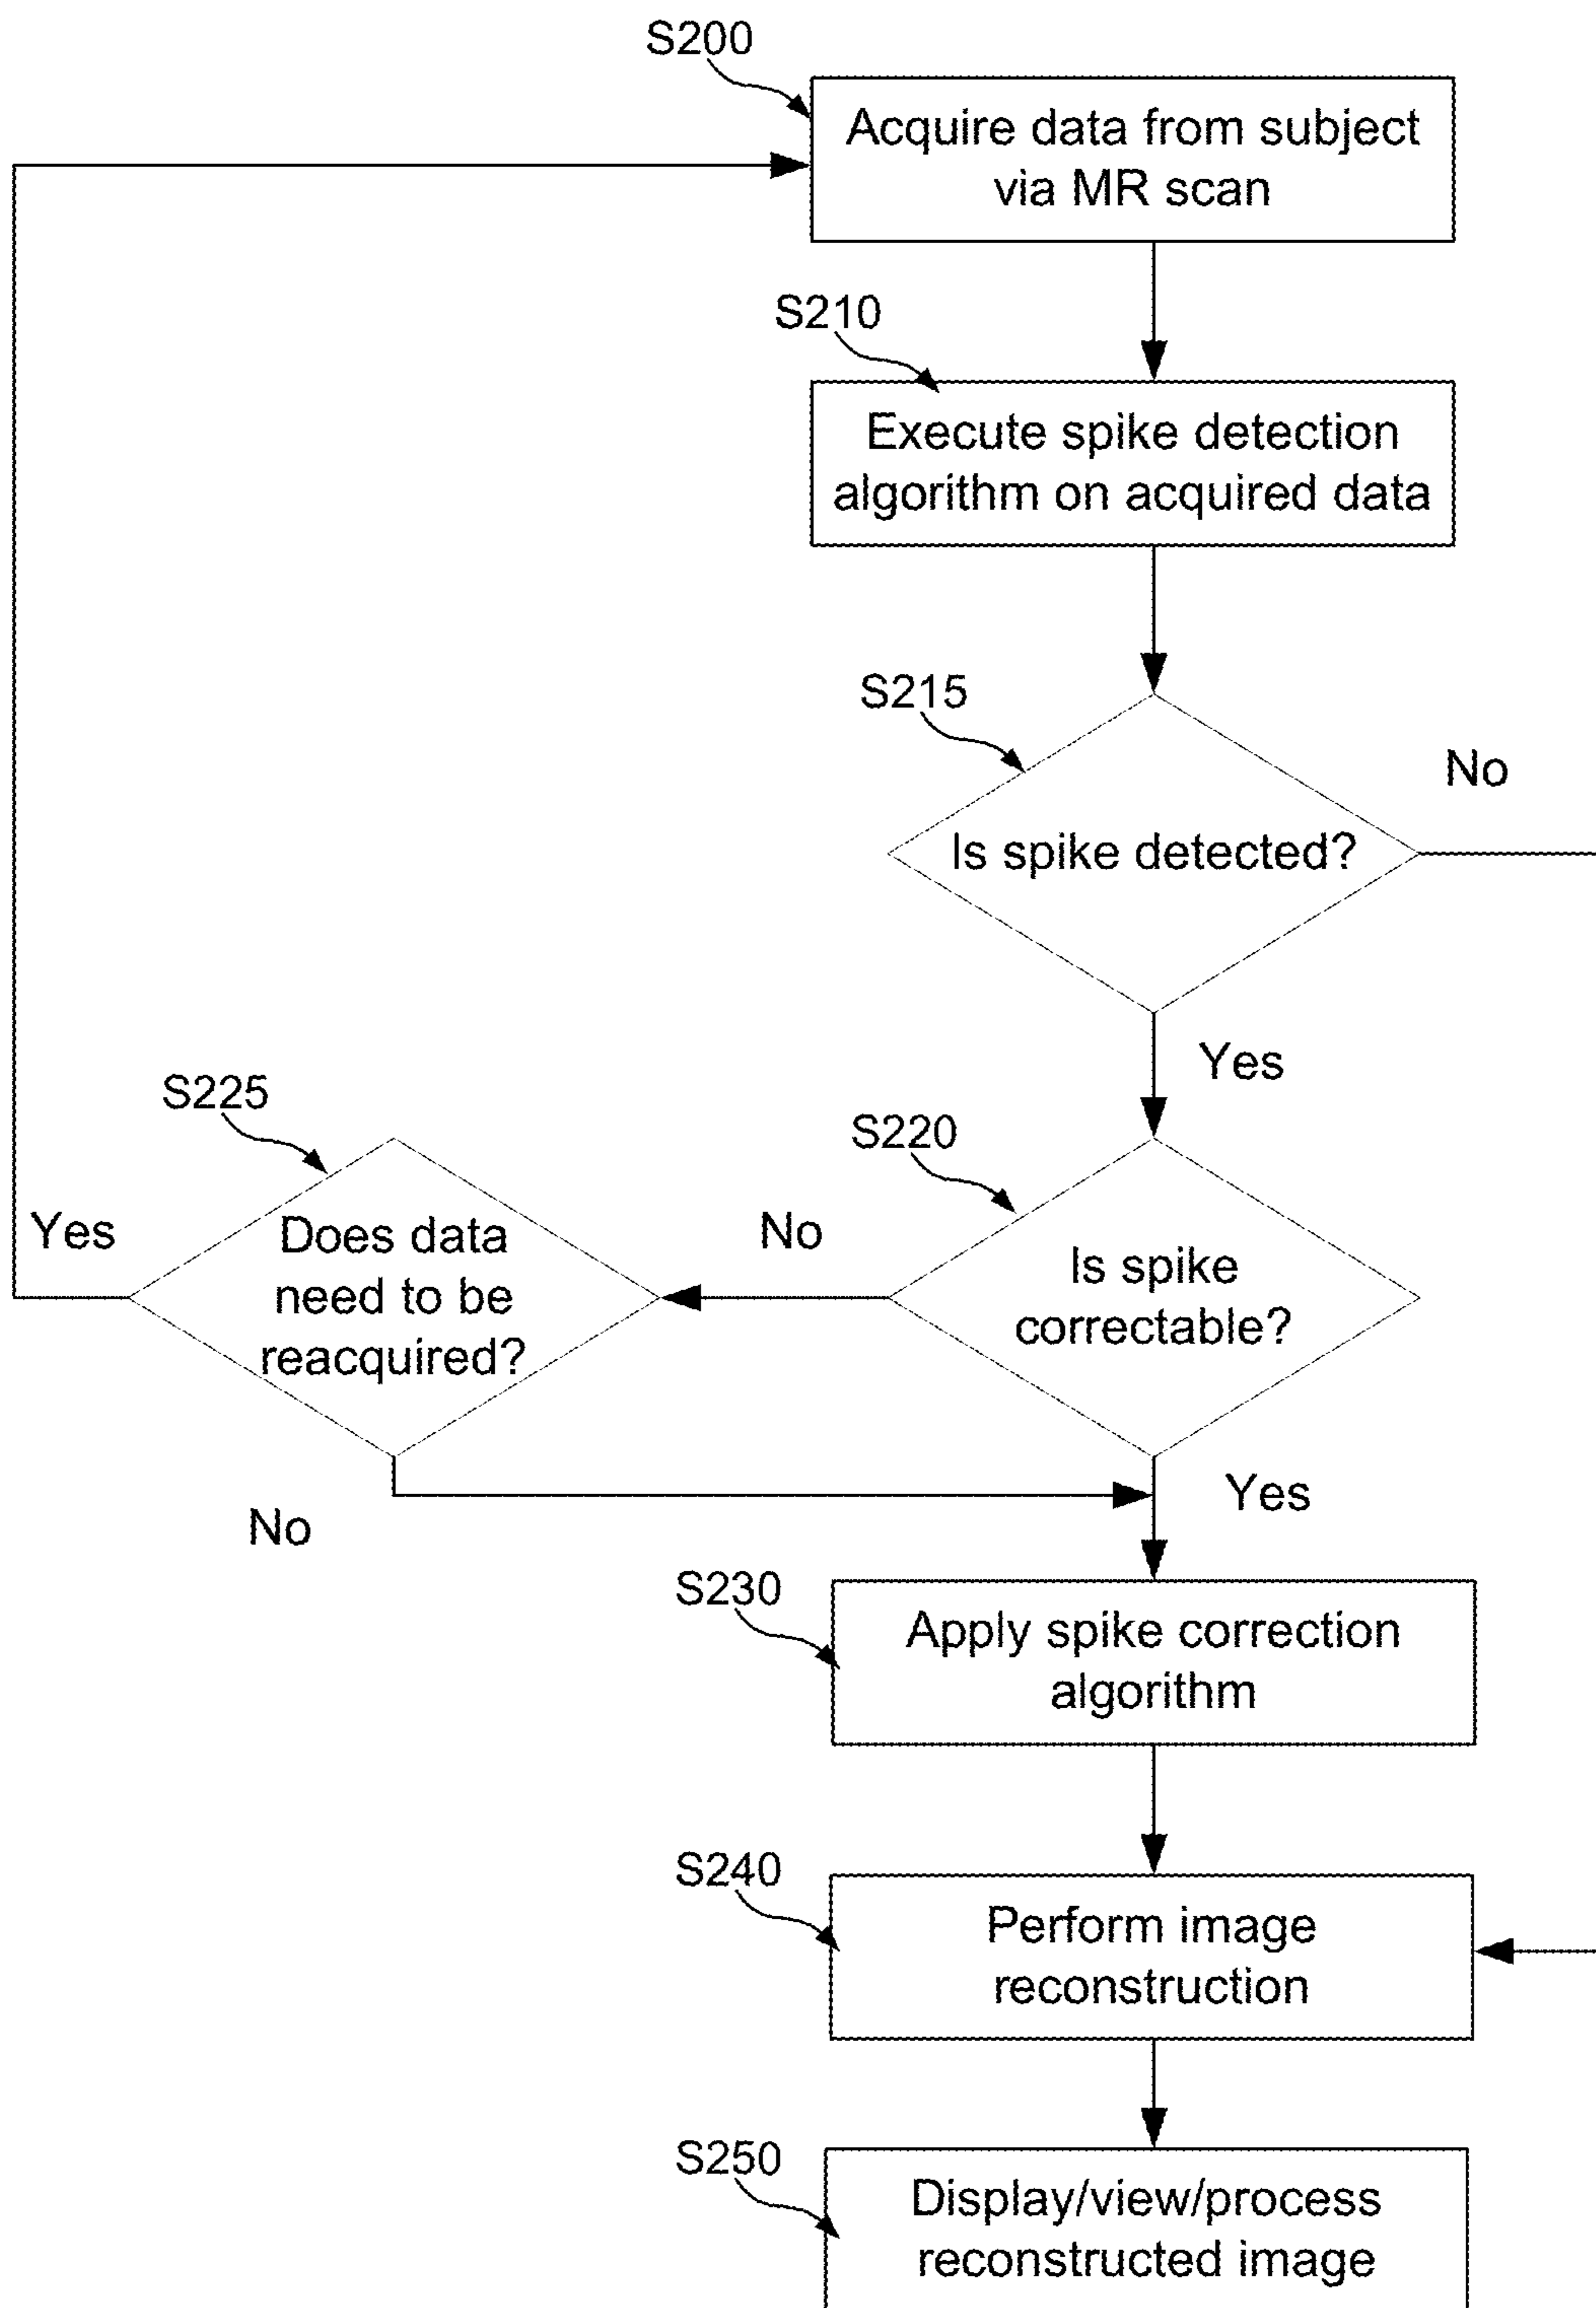 S200
Acquire data from subject
via MR scan
S210
Execute spike detection
algorithm on acquired data
S215
No
Is spike detected?
Yes
S225
S220
Yes
Does data
need to be
reacquired?
No
Is spike
correctable?
No
Yes
S230
Apply spike correction
algorithm
S240
Perform image
reconstruction
S250
Display/view/process
reconstructed image